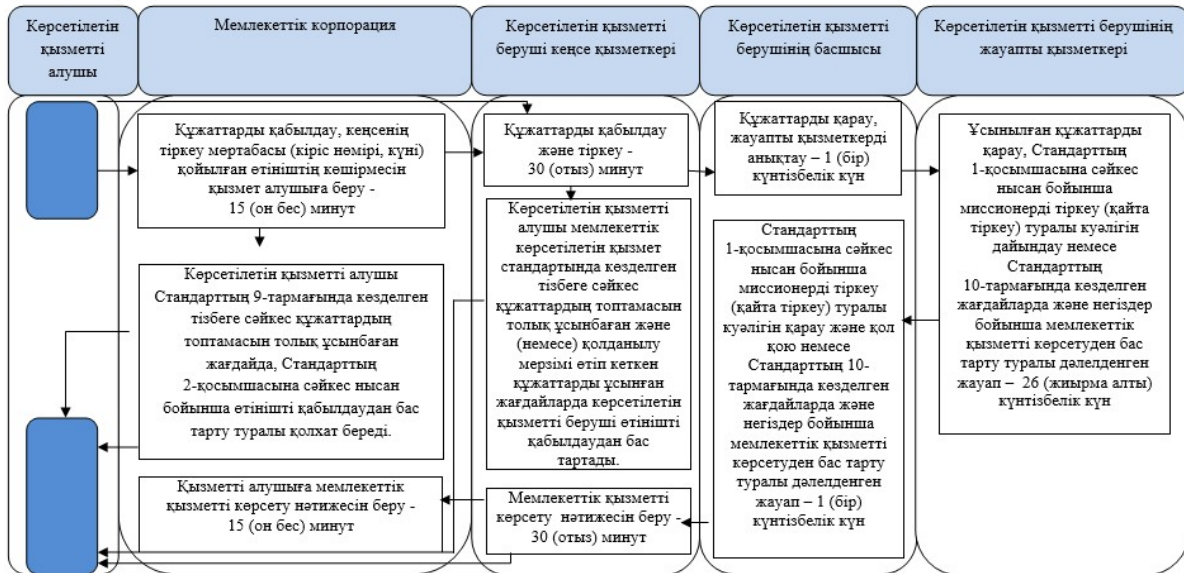 Көрсетілетін
қызметті
алушы
Мемлекеттік корпорация
Көрсетілетін қызметті
беруші кеңсе қызметкері
Көрсетілетін қызметті
берушінің басшысы
Көрсетілетін қызметті берушінің
жауапты қызметкері
Құжаттарды қабылдау, кеңсенің
тіркеу мөртабасы (кіріс нөмірі, күні)
қойылған өтініштің көшірмесін
қызмет алушыға беру -
15 (он бес) минут
Көрсетілетін қызметті алушы
Стандарттың 9-тармағында көзделген
тізбеге сәйкес құжаттардың
топтамасын толық ұсынбаған
жағдайда, Стандарттың
2-қосымшасына сәйкес нысан
бойынша өтінішті қабылдаудан бас
тарту туралы қолхат береді.
Қызметті алушыға мемлекеттік
қызметті көрсету нәтижесін беру -
15 (он бес) минут
Құжаттарды қабылдау
және тіркеу -
30 (отыз) минут
Көрсетілетін қызметті
алушы мемлекеттік
көрсетілетін қызмет
стандартында көзделген
тізбеге сәйкес
құжаттардың топтамасын
толық ұсынбаған және
(немесе) қолданылу
мерзімі өтіп кеткен
құжаттарды ұсынған
жағдайларда көрсетілетін
қызметті беруші өтінішті
қабылдаудан бас
тартады.
Мемлекеттік қызметті
көрсету нәтижесін беру -
30 (отыз) минут
Құжаттарды қарау,
жауапты қызметкерді
анықтау – 1 (бір)
күнтізбелік күн
Стандарттың
1-қосымшасына сәйкес
нысан бойынша
миссионерді тіркеу
(қайта тіркеу) туралы
куәлігін қарау және қол
қою немесе
Стандарттың 10-
тармағында көзделген
жағдайларда және
негіздер бойынша
мемлекеттік қызметті
көрсетуден бас тарту
туралы дәлелденген
жауап – 1 (бір)
күнтізбелік күн
Ұсынылған құжаттарды
қарау, Стандарттың
1-қосымшасына сәйкес
нысан бойынша
миссионерді тіркеу (қайта
тіркеу) туралы куәлігін
дайындау немесе
Стандарттың
10-тармағында көзделген
жағдайларда және негіздер
бойынша мемлекеттік
қызметті көрсетуден бас
тарту туралы дәлелденген
жауап – 26 (жиырма алты)
күнтізбелік күн